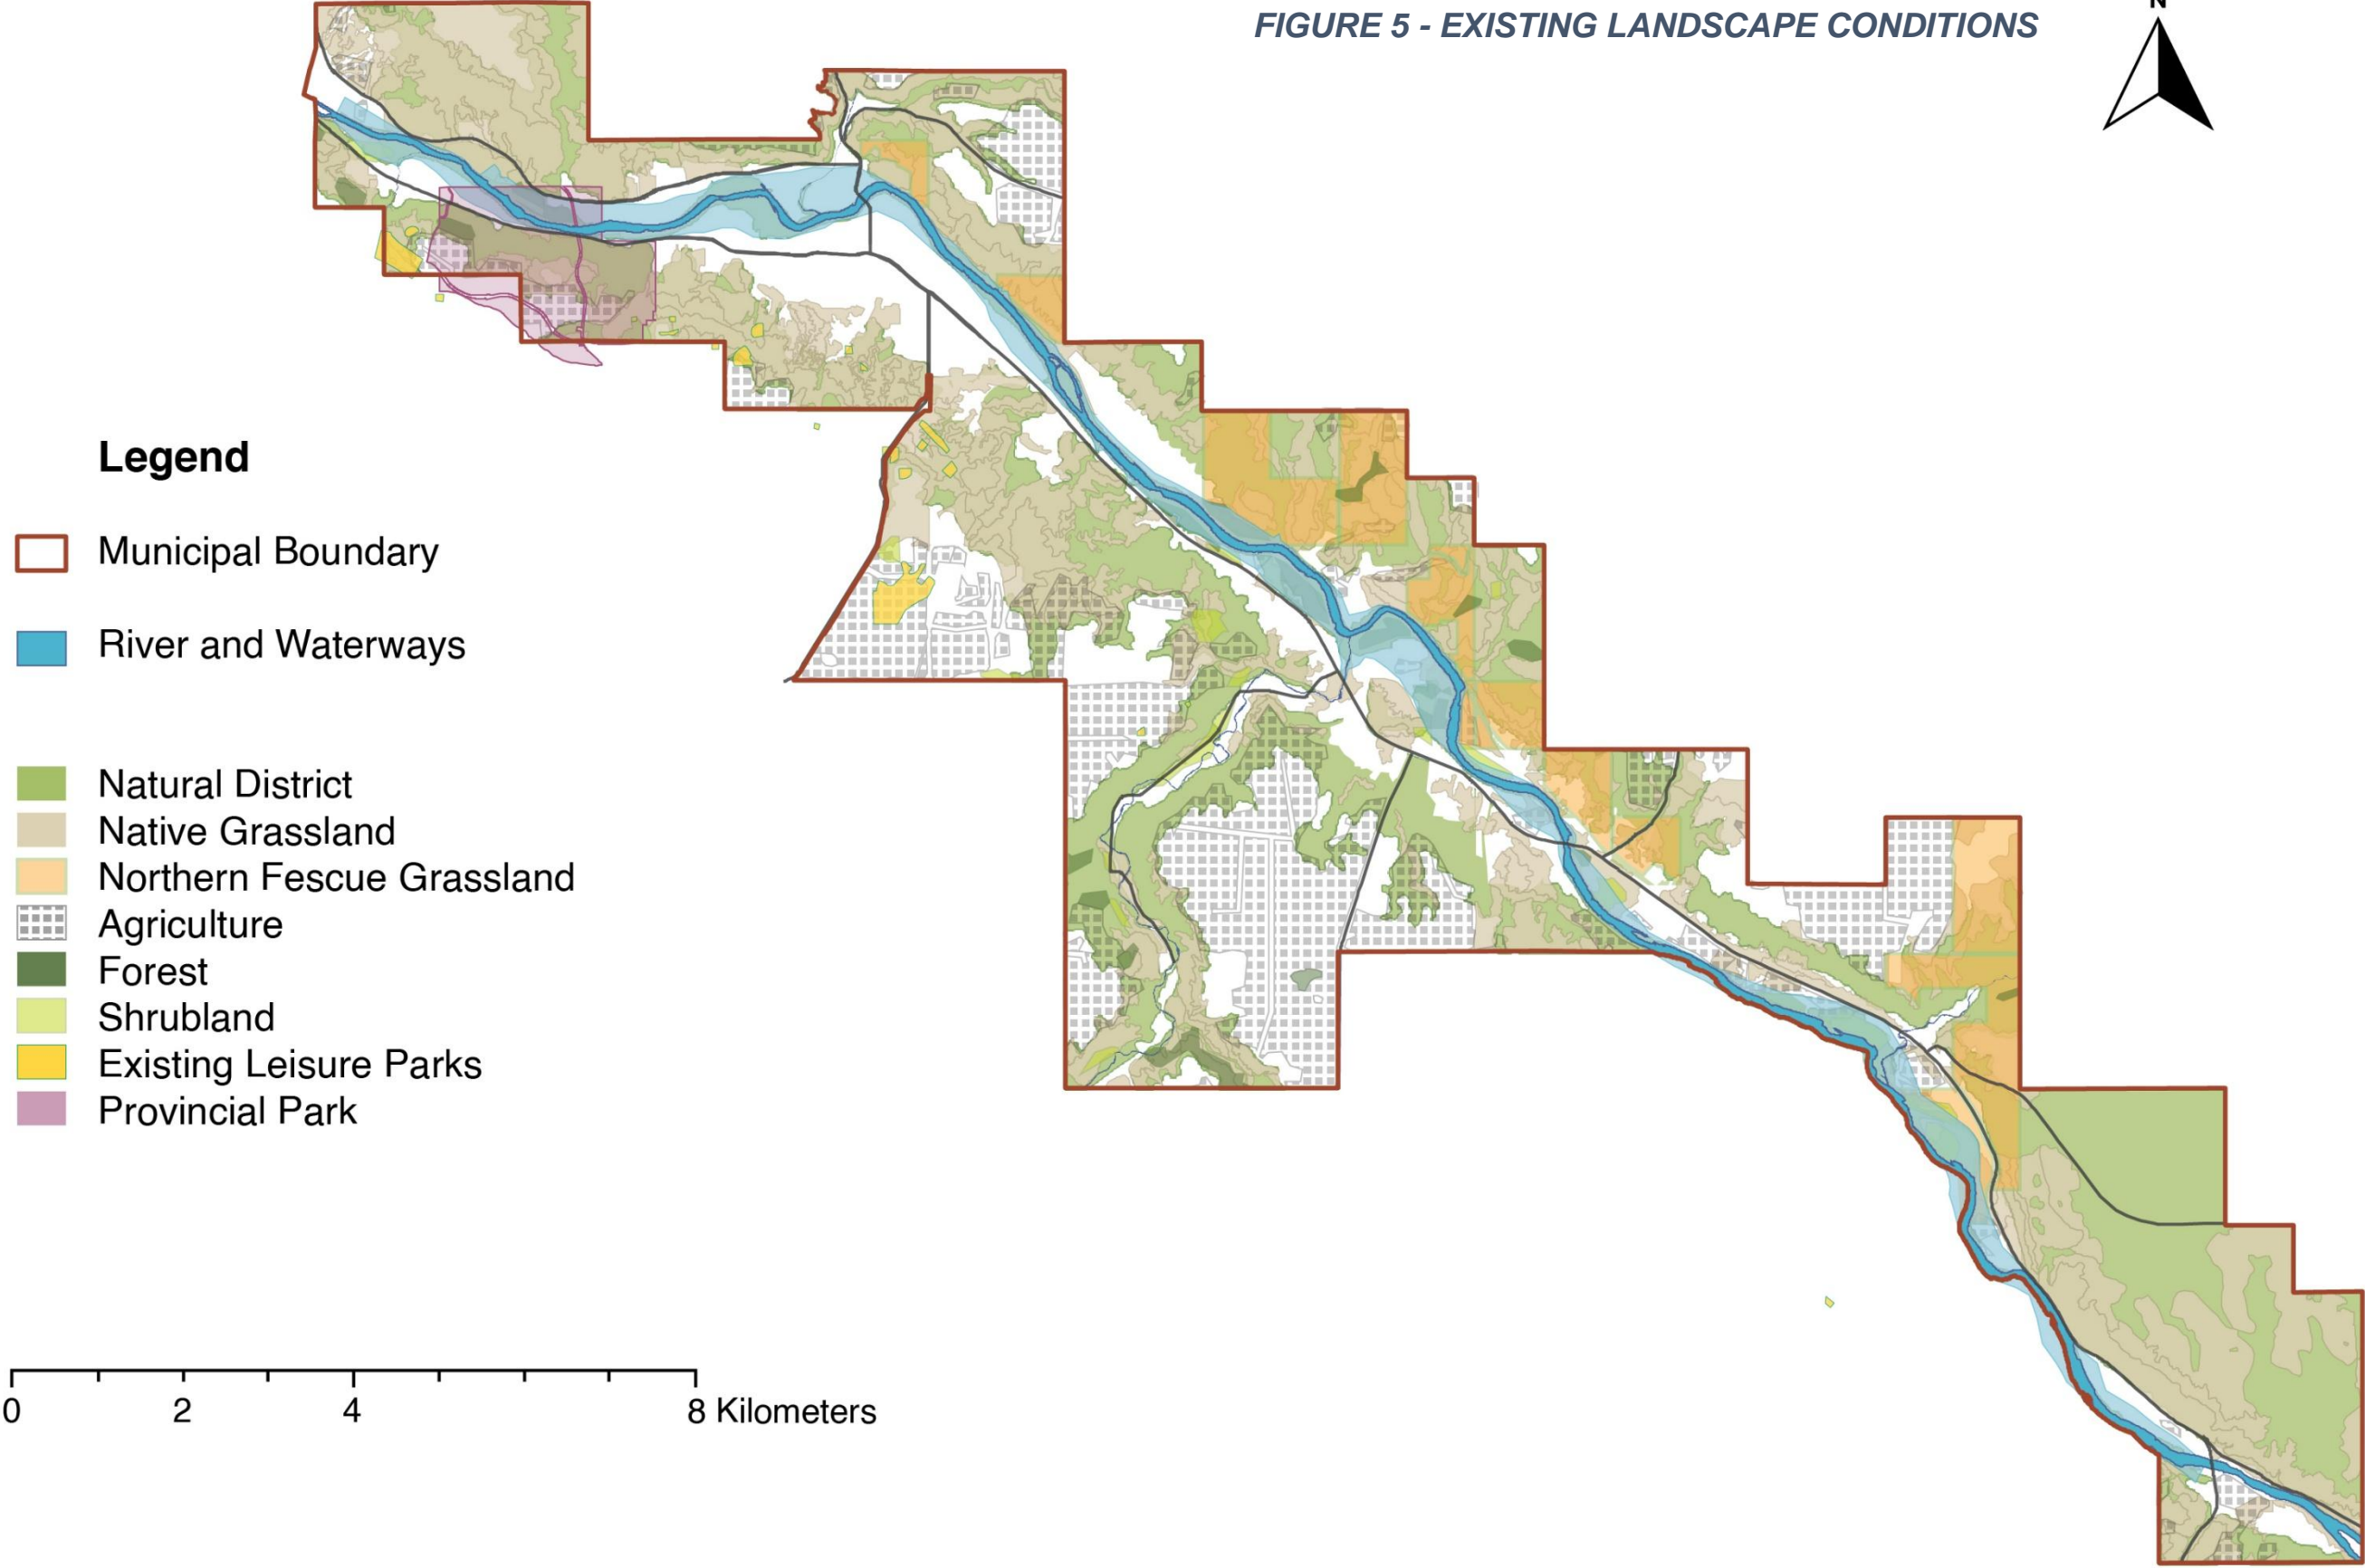 FIGURE 5 - EXISTING LANDSCAPE CONDITIONS
N
Legend
Municipal Boundary
River and Waterways
Natural District
Native Grassland
Northern Fescue Grassland
Agriculture
Forest
Shrubland
Existing Leisure Parks
Provincial Park
0 2 4 8 Kilometers